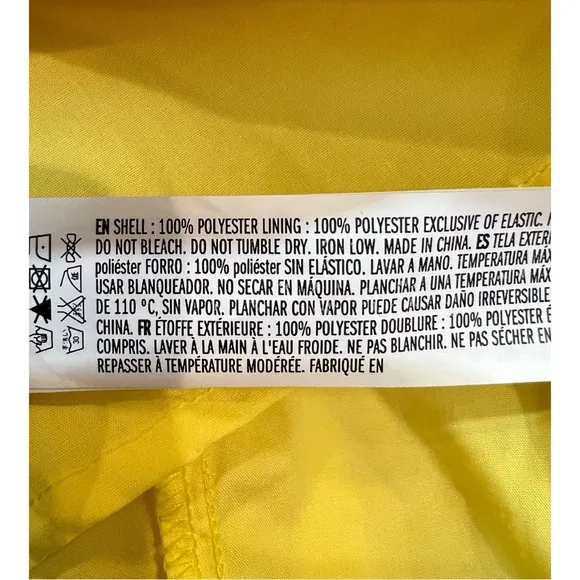 EN SHELL : 100% POLYESTER LINING : 100% POLYESTER EXCLUSIVE OF ELASTIC.
DO NOT BLEACH. DO NOT TUMBLE DRY. IRON LOW. MADE IN CHINA. ES TELA EXTER
poliéster FORRO : 100% poliéster SIN ELÁSTICO. LAVAR A MANO. TEMPERATURA MÁX
USAR BLANQUEADOR. NO SECAR EN MÁQUINA. PLANCHAR A UNA TEMPERATURA MÁX
DE 110 °C, SIN VAPOR. PLANCHAR CON VAPOR PUEDE CAUSAR DAÑO IRREVERSIBLE
CHINA. FR ÉTOFFE EXTÉRIEURE : 100% POLYESTER DOUBLURE : 100% POLYESTER É
COMPRIS. LAVER À LA MAIN À L'EAU FROIDE. NE PAS BLANCHIR. NE PAS SÉCHER EN
REPASSER À TEMPÉRATURE MODÉRÉE. FABRIQUÉ EN
30